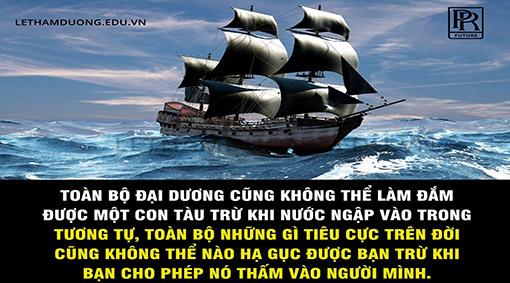 LETHAMDUONG.EDU.VN
PR
FUTURE
TOÀN BỘ ĐẠI DƯƠNG CŨNG KHÔNG THỂ LÀM ĐẮM
ĐƯỢC MỘT CON TÀU TRỪ KHI NƯỚC NGẬP VÀO TRONG
TƯƠNG TỰ, TOÀN BỘ NHỮNG GÌ TIÊU CỰC TRÊN ĐỜI
CŨNG KHÔNG THỂ NÀO HẠ GỤC ĐƯỢC BẠN TRỪ KHI
BẠN CHO PHÉP NÓ THẤM VÀO NGƯỜI MÌNH.